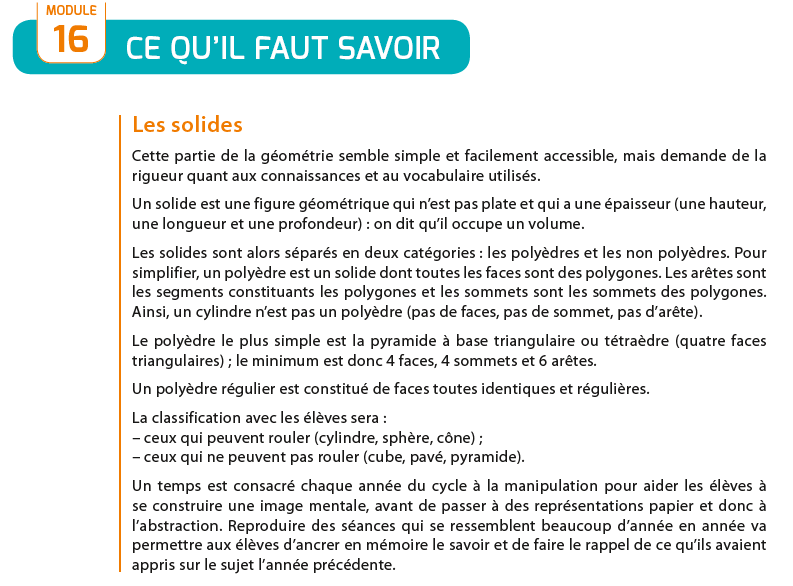 MODULE
16
CE QU’IL FAUT SAVOIR
Les solides
Cette partie de la géométrie semble simple et facilement accessible, mais demande de la
rigueur quant aux connaissances et au vocabulaire utilisés.
Un solide est une figure géométrique qui n’est pas plate et qui a une épaisseur (une hauteur,
une longueur et une profondeur) : on dit qu’il occupe un volume.
Les solides sont alors séparés en deux catégories : les polyèdres et les non polyèdres. Pour
simplifier, un polyèdre est un solide dont toutes les faces sont des polygones. Les arêtes sont
les segments constituants les polygones et les sommets sont les sommets des polygones.
Ainsi, un cylindre n’est pas un polyèdre (pas de faces, pas de sommet, pas d’arête).
Le polyèdre le plus simple est la pyramide à base triangulaire ou tétraèdre (quatre faces
triangulaires) ; le minimum est donc 4 faces, 4 sommets et 6 arêtes.
Un polyèdre régulier est constitué de faces toutes identiques et régulières.
La classification avec les élèves sera :
– ceux qui peuvent rouler (cylindre, sphère, cône) ;
– ceux qui ne peuvent pas rouler (cube, pavé, pyramide).
Un temps est consacré chaque année du cycle à la manipulation pour aider les élèves à
se construire une image mentale, avant de passer à des représentations papier et donc à
l’abstraction. Reproduire des séances qui se ressemblent beaucoup d’année en année va
permettre aux élèves d’ancrer en mémoire le savoir et de faire le rappel de ce qu’ils avaient
appris sur le sujet l’année précédente.